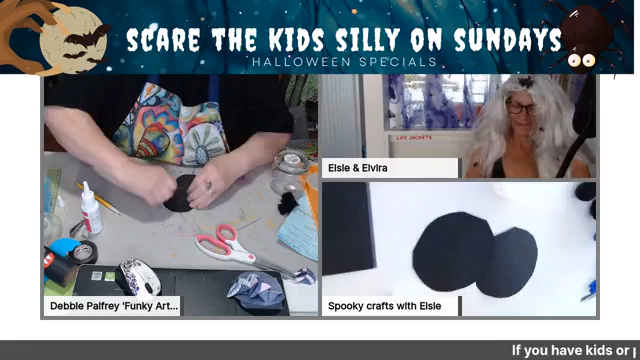 SCARE THE KIDS SILLY ON SUNDAYS
HALLOWEEN SPECIALS
LIFE JACKETS
Elsie & Elvira
Debbie Palfrey 'Funky Art...
Spooky crafts with Elsie
If you have kids or